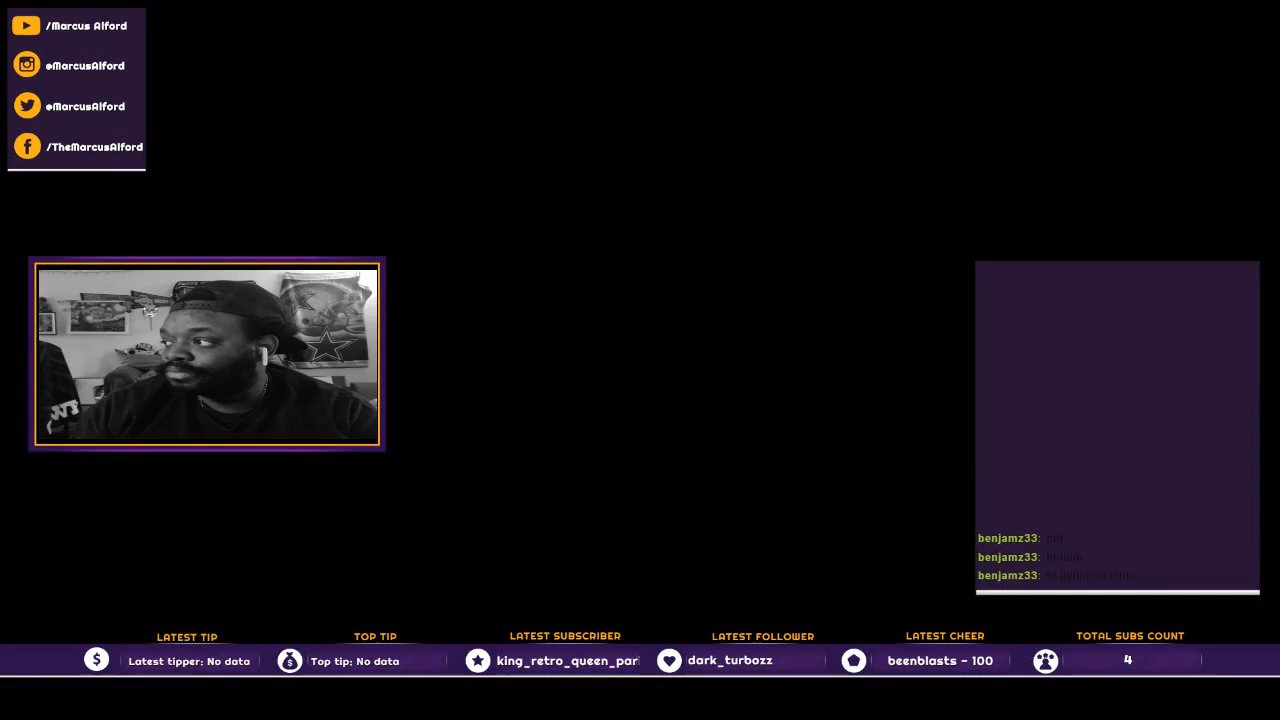 /Marcus Alford
@MarcusAlford
@MarcusAlford
/TheMarcusAlford
benjamz33:
benjamz33:
benjamz33:
LATEST TIP
TOP TIP
LATEST SUBSCRIBER
LATEST FOLLOWER
LATEST CHEER
TOTAL SUBS COUNT
Latest tipper: No data
Top tip: No data
king_retro_queen_par
dark_turbozz
beenblasts - 100
4